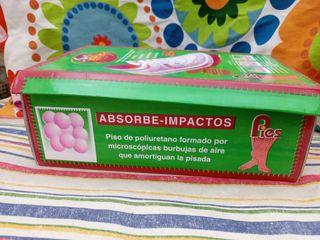 ABSORBE-IMPACTOS
Piso de poliuretano formado por
microscópicas burbujas de aire
que amortiguan la pisada
Pies